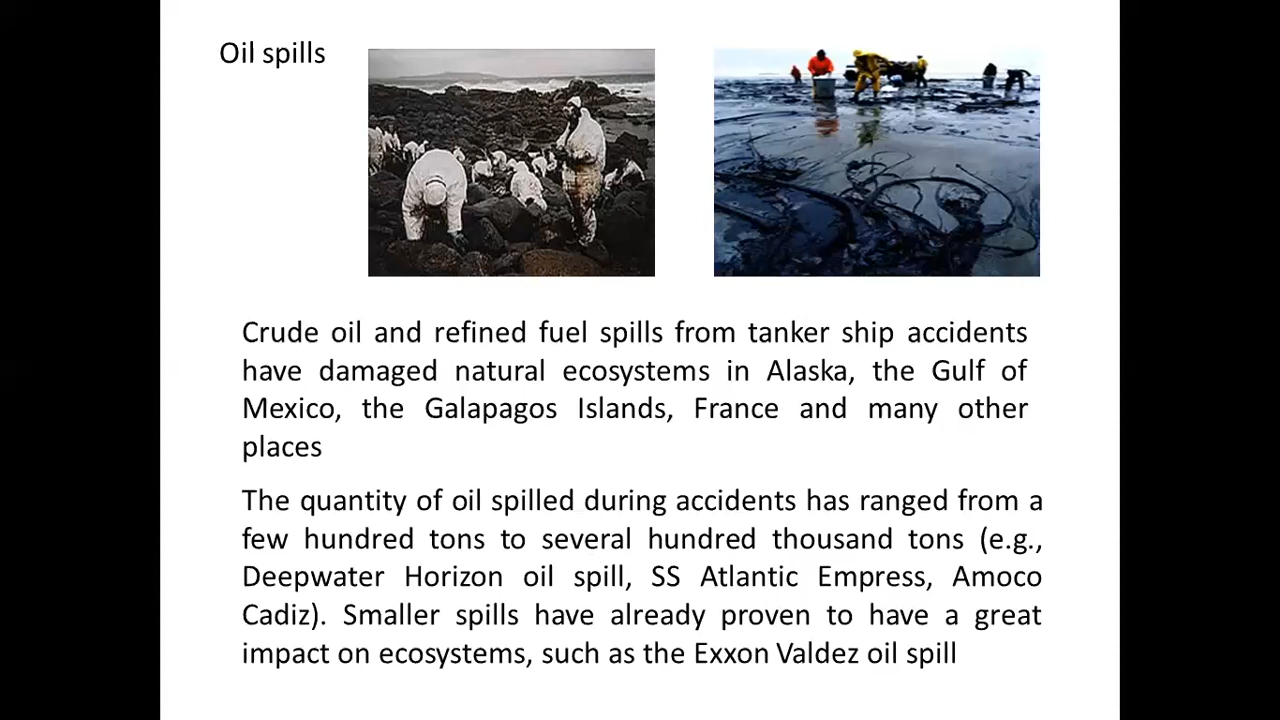 Oil spills
Crude oil and refined fuel spills from tanker ship accidents
have damaged natural ecosystems in Alaska, the Gulf of
Mexico, the Galapagos Islands, France and many other
places
The quantity of oil spilled during accidents has ranged from a
few hundred tons to several hundred thousand tons (e.g.,
Deepwater Horizon oil spill, SS Atlantic Empress, Amoco
Cadiz). Smaller spills have already proven to have a great
impact on ecosystems, such as the Exxon Valdez oil spill